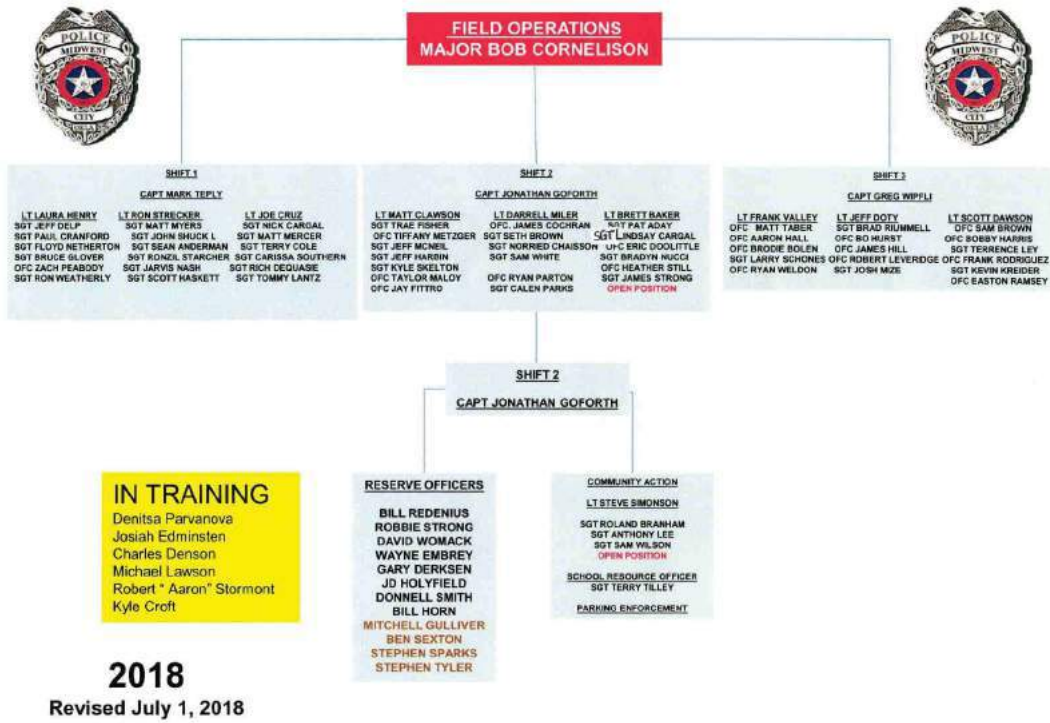 FIELD OPERATIONS
MAJOR BOB CORNELISON
POLICE
MIDWEST
CITY
POLICE
MIDWEST
CITY
SHIFT 1
CAPT MARK TEPLY
LT LAURA HENRY
SGT JEFF DELP
SGT PAUL CRANFORD
SGT FLOYD NETHERTON
SGT BRUCE GLOVER
OFC ZACH PEABODY
SGT RON WEATHERLY
LT RON STRECKER
SGT MATT MYERS
SGT JOHN SHUCK L
SGT SEAN ANDERMAN
SGT RONZIL STARCHER
SGT JARVIS NASH
SGT SCOTT HASKETT
LT JOE CRUZ
SGT NICK CARGAL
SGT MATT MERCER
SGT TERRY COLE
SGT CARISSA SOUTHERN
SGT RICH DEQUASIE
SGT TOMMY LANTZ
SHIFT 2
CAPT JONATHAN GOFORTH
LT MATT CLAWSON
SGT TRAE FISHER
OFC TIFFANY METZGER
SGT JEFF MCNEIL
SGT JEFF HARBIN
SGT KYLE SKELTON
OFC TAYLOR MALOY
OFC JAY FITTRO
LT DARRELL MILER
OFC. JAMES COCHRAN
SGT SETH BROWN
SGT NORRIED CHAISSON
SGT SAM WHITE
OFC RYAN PARTON
SGT CALEN PARKS
LT BRETT BAKER
SGT PAT ADAY
SGT LINDSAY CARGAL
OFC ERIC DOOLITTLE
SGT BRADYN NUCCI
OFC HEATHER STILL
SGT JAMES STRONG
OPEN POSITION
SHIFT 3
CAPT GREG WIPFLI
LT FRANK VALLEY
OFC MATT TABER
OFC AARON HALL
OFC BRODIE BOLEN
SGT LARRY SCHONES
OFC RYAN WELDON
LT JEFF DOTY
SGT BRAD RIUMMELL
OFC BO HURST
OFC JAMES HILL
OFC ROBERT LEVERIDGE
SGT JOSH MIZE
LT SCOTT DAWSON
OFC SAM BROWN
OFC BOBBY HARRIS
SGT TERRENCE LEY
OFC FRANK RODRIGUEZ
SGT KEVIN KREIDER
OFC EASTON RAMSEY
SHIFT 2
CAPT JONATHAN GOFORTH
IN TRAINING
Denitsa Parvanova
Josiah Edminsten
Charles Denson
Michael Lawson
Robert " Aaron" Stormont
Kyle Croft
RESERVE OFFICERS
BILL REDENIUS
ROBBIE STRONG
DAVID WOMACK
WAYNE EMBREY
GARY DERKSEN
JD HOLYFIELD
DONNELL SMITH
BILL HORN
MITCHELL GULLIVER
BEN SEXTON
STEPHEN SPARKS
STEPHEN TYLER
COMMUNITY ACTION
LT STEVE SIMONSON
SGT ROLAND BRANHAM
SGT ANTHONY LEE
SGT SAM WILSON
OPEN POSITION
SCHOOL RESOURCE OFFICER
SGT TERRY TILLEY
PARKING ENFORCEMENT
2018
Revised July 1, 2018